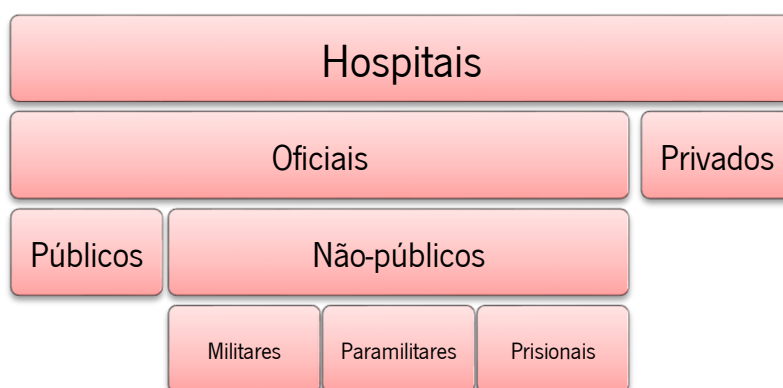 Hospitais
Oficiais
Privados
Públicos
Não-públicos
Militares
Paramilitares
Prisionais